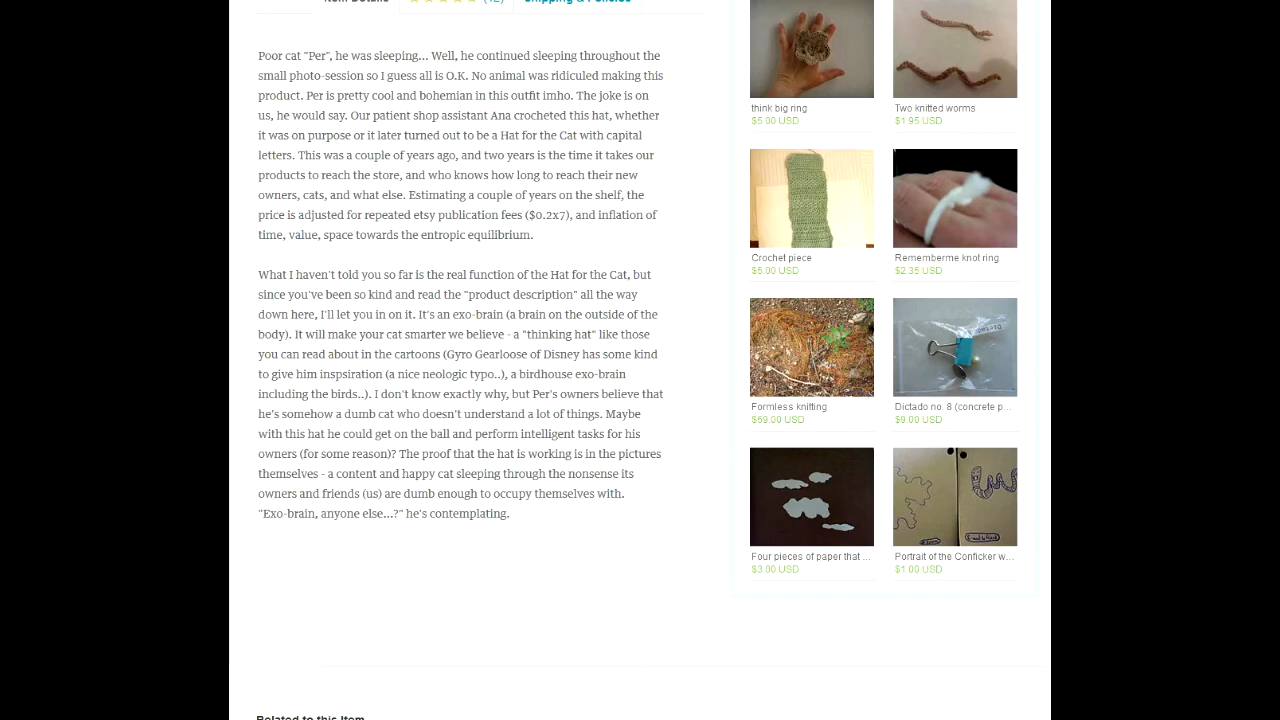 Item Details
(12)
Shipping & Policies
Poor cat "Per", he was sleeping... Well, he continued sleeping throughout the
small photo-session so I guess all is O.K. No animal was ridiculed making this
product. Per is pretty cool and bohemian in this outfit imho. The joke is on
us, he would say. Our patient shop assistant Ana crocheted this hat, whether
it was on purpose or it later turned out to be a Hat for the Cat with capital
letters. This was a couple of years ago, and two years is the time it takes our
products to reach the store, and who knows how long to reach their new
owners, cats, and what else. Estimating a couple of years on the shelf, the
price is adjusted for repeated etsy publication fees ($0.2x7), and inflation of
time, value, space towards the entropic equilibrium.
What I haven't told you so far is the real function of the Hat for the Cat, but
since you've been so kind and read the "product description" all the way
down here, I'll let you in on it. It's an exo-brain (a brain on the outside of the
body). It will make your cat smarter we believe - a "thinking hat" like those
you can read about in the cartoons (Gyro Gearloose of Disney has some kind
to give him inspsiration (a nice neologic typo..), a birdhouse exo-brain
including the birds..). I don't know exactly why, but Per's owners believe that
he's somehow a dumb cat who doesn't understand a lot of things. Maybe
with this hat he could get on the ball and perform intelligent tasks for his
owners (for some reason)? The proof that the hat is working is in the pictures
themselves - a content and happy cat sleeping through the nonsense its
owners and friends (us) are dumb enough to occupy themselves with.
"Exo-brain, anyone else...?" he's contemplating.
think big ring
$5.00 USD
Two knitted worms
$1.95 USD
Crochet piece
$5.00 USD
Rememberme knot ring
$2.35 USD
Formless knitting
$69.00 USD
Dictado no. 8 (concrete p...
$9.00 USD
Four pieces of paper that ...
$3.00 USD
Portrait of the Conficker w...
$1.00 USD
Related to this Item